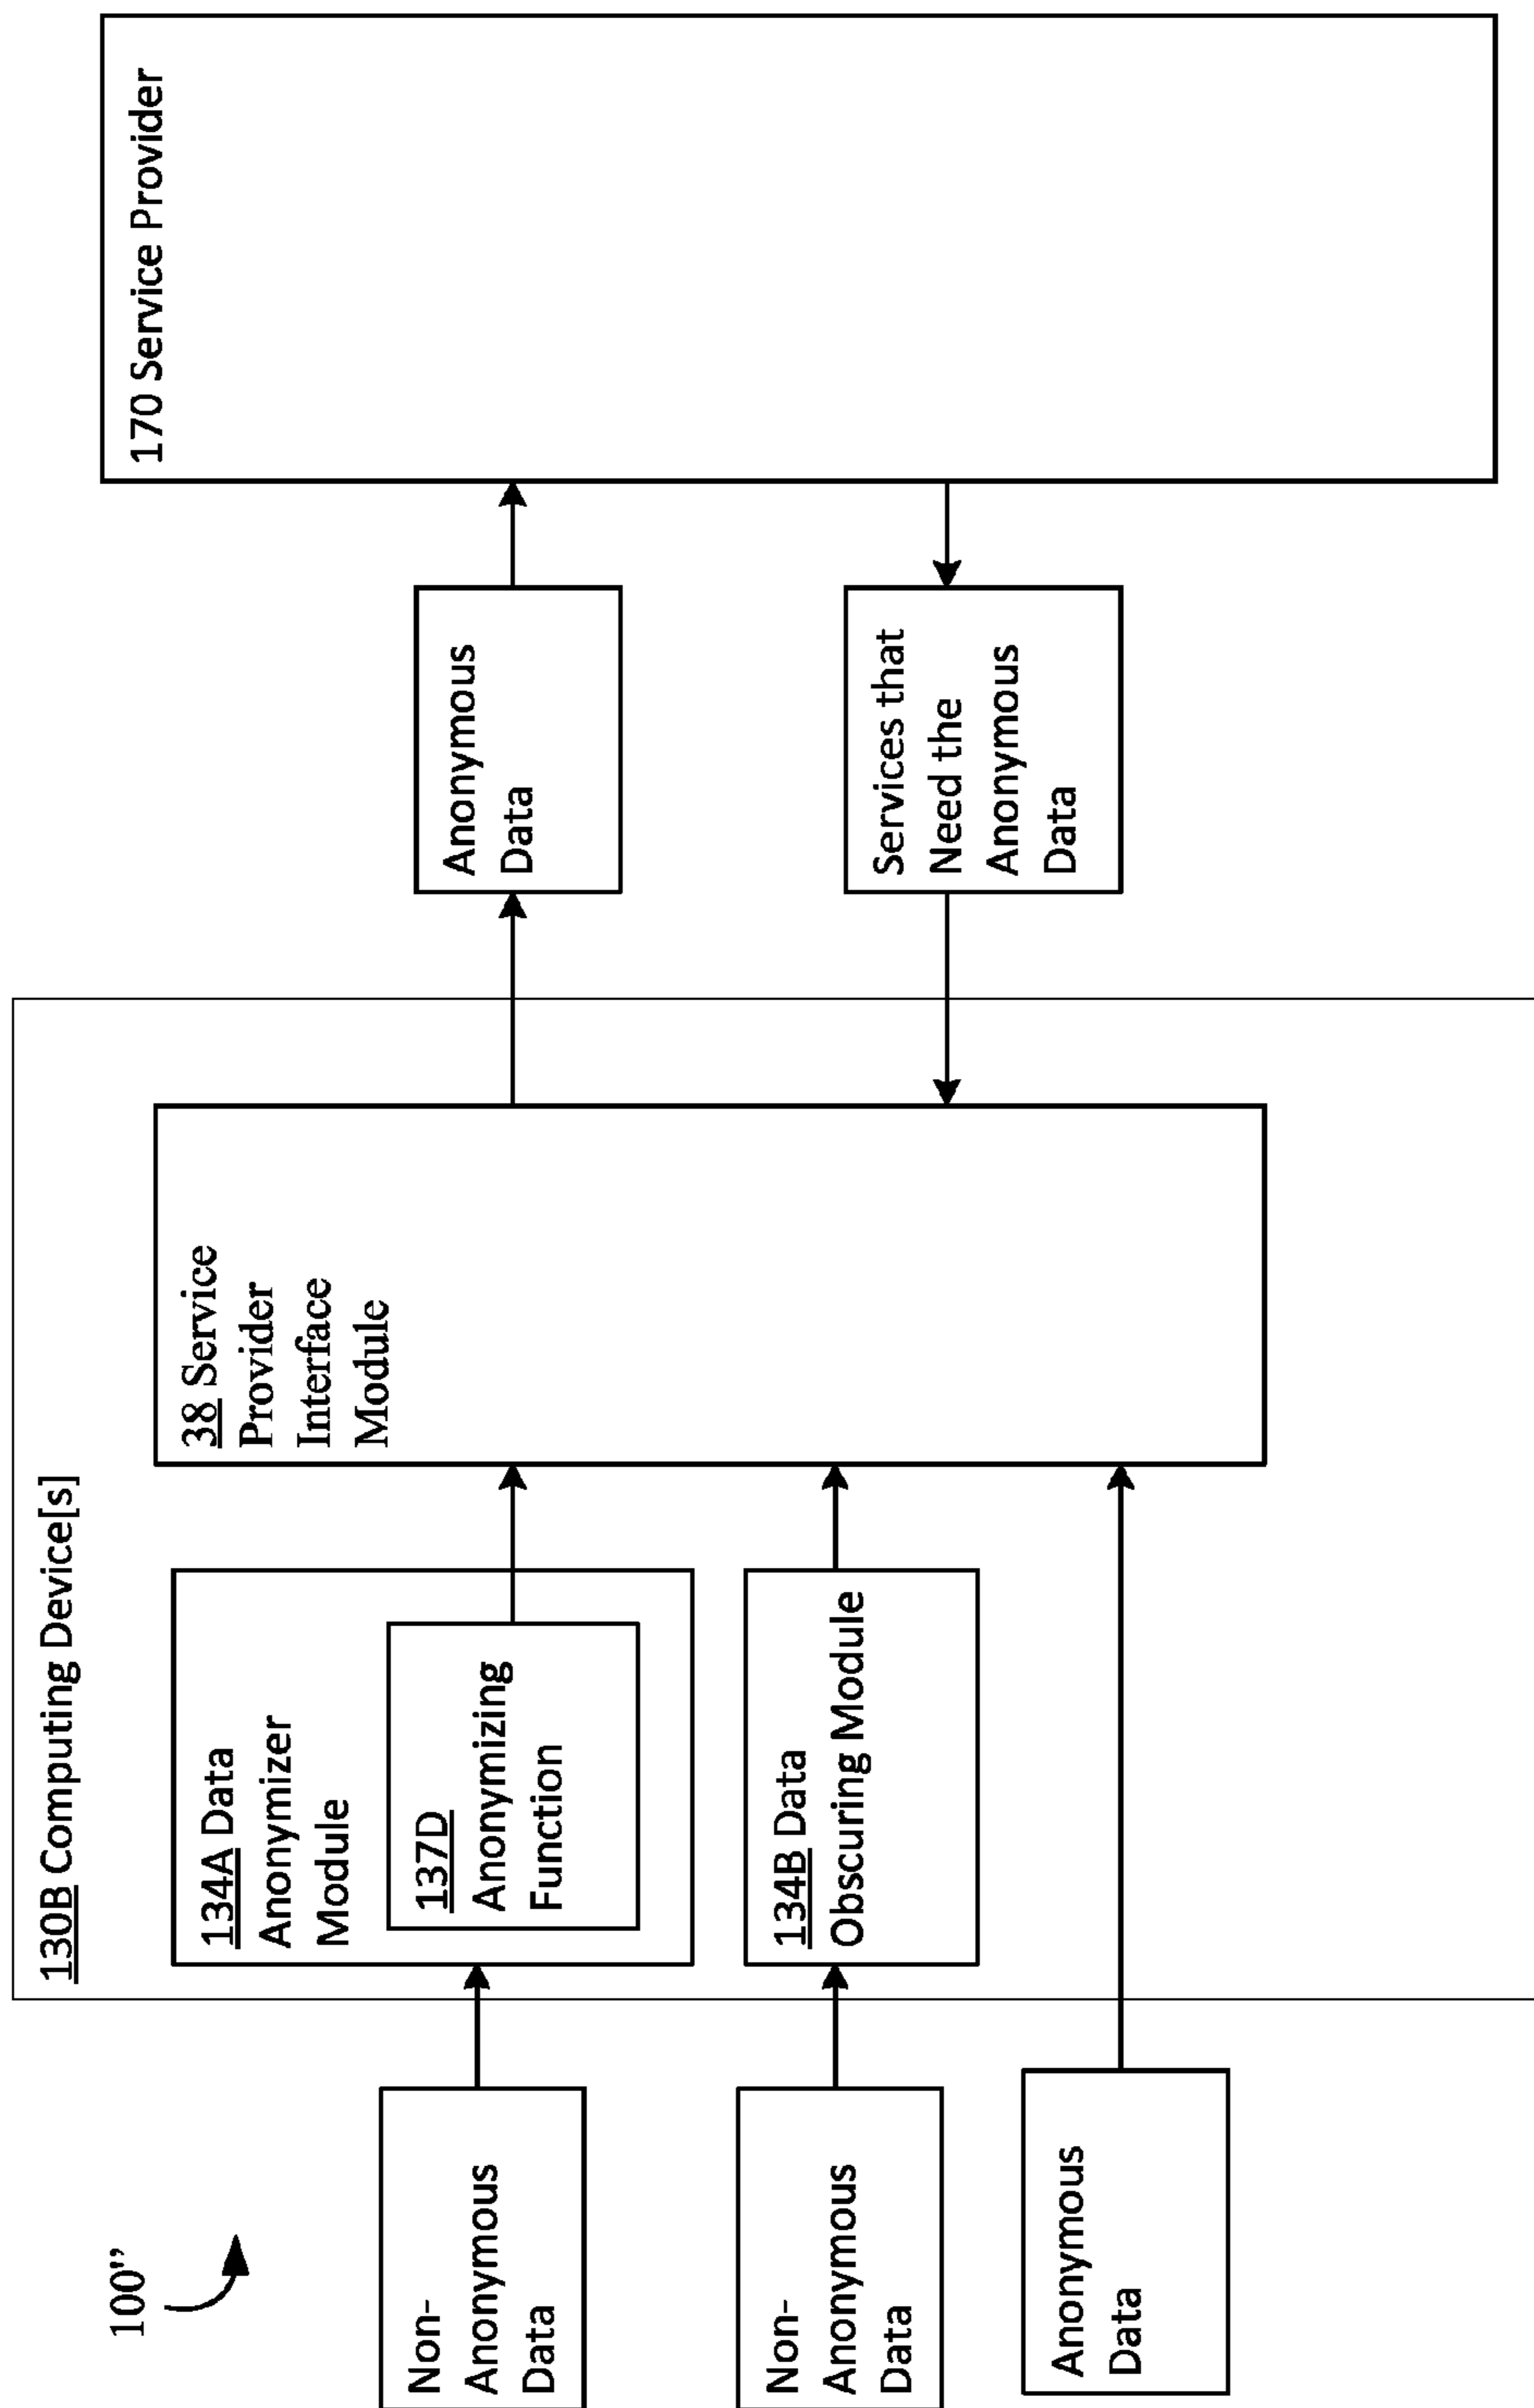 100"
Non-
Anonymous
Data
Non-
Anonymous
Data
Anonymous
Data
130B Computing Device[s]
134A Data
Anonymizer
Module
137D
Anonymizing
Function
134B Data
Obscuring Module
38 Service
Provider
Interface
Module
Anonymous
Data
Services that
Need the
Anonymous
Data
170 Service Provider